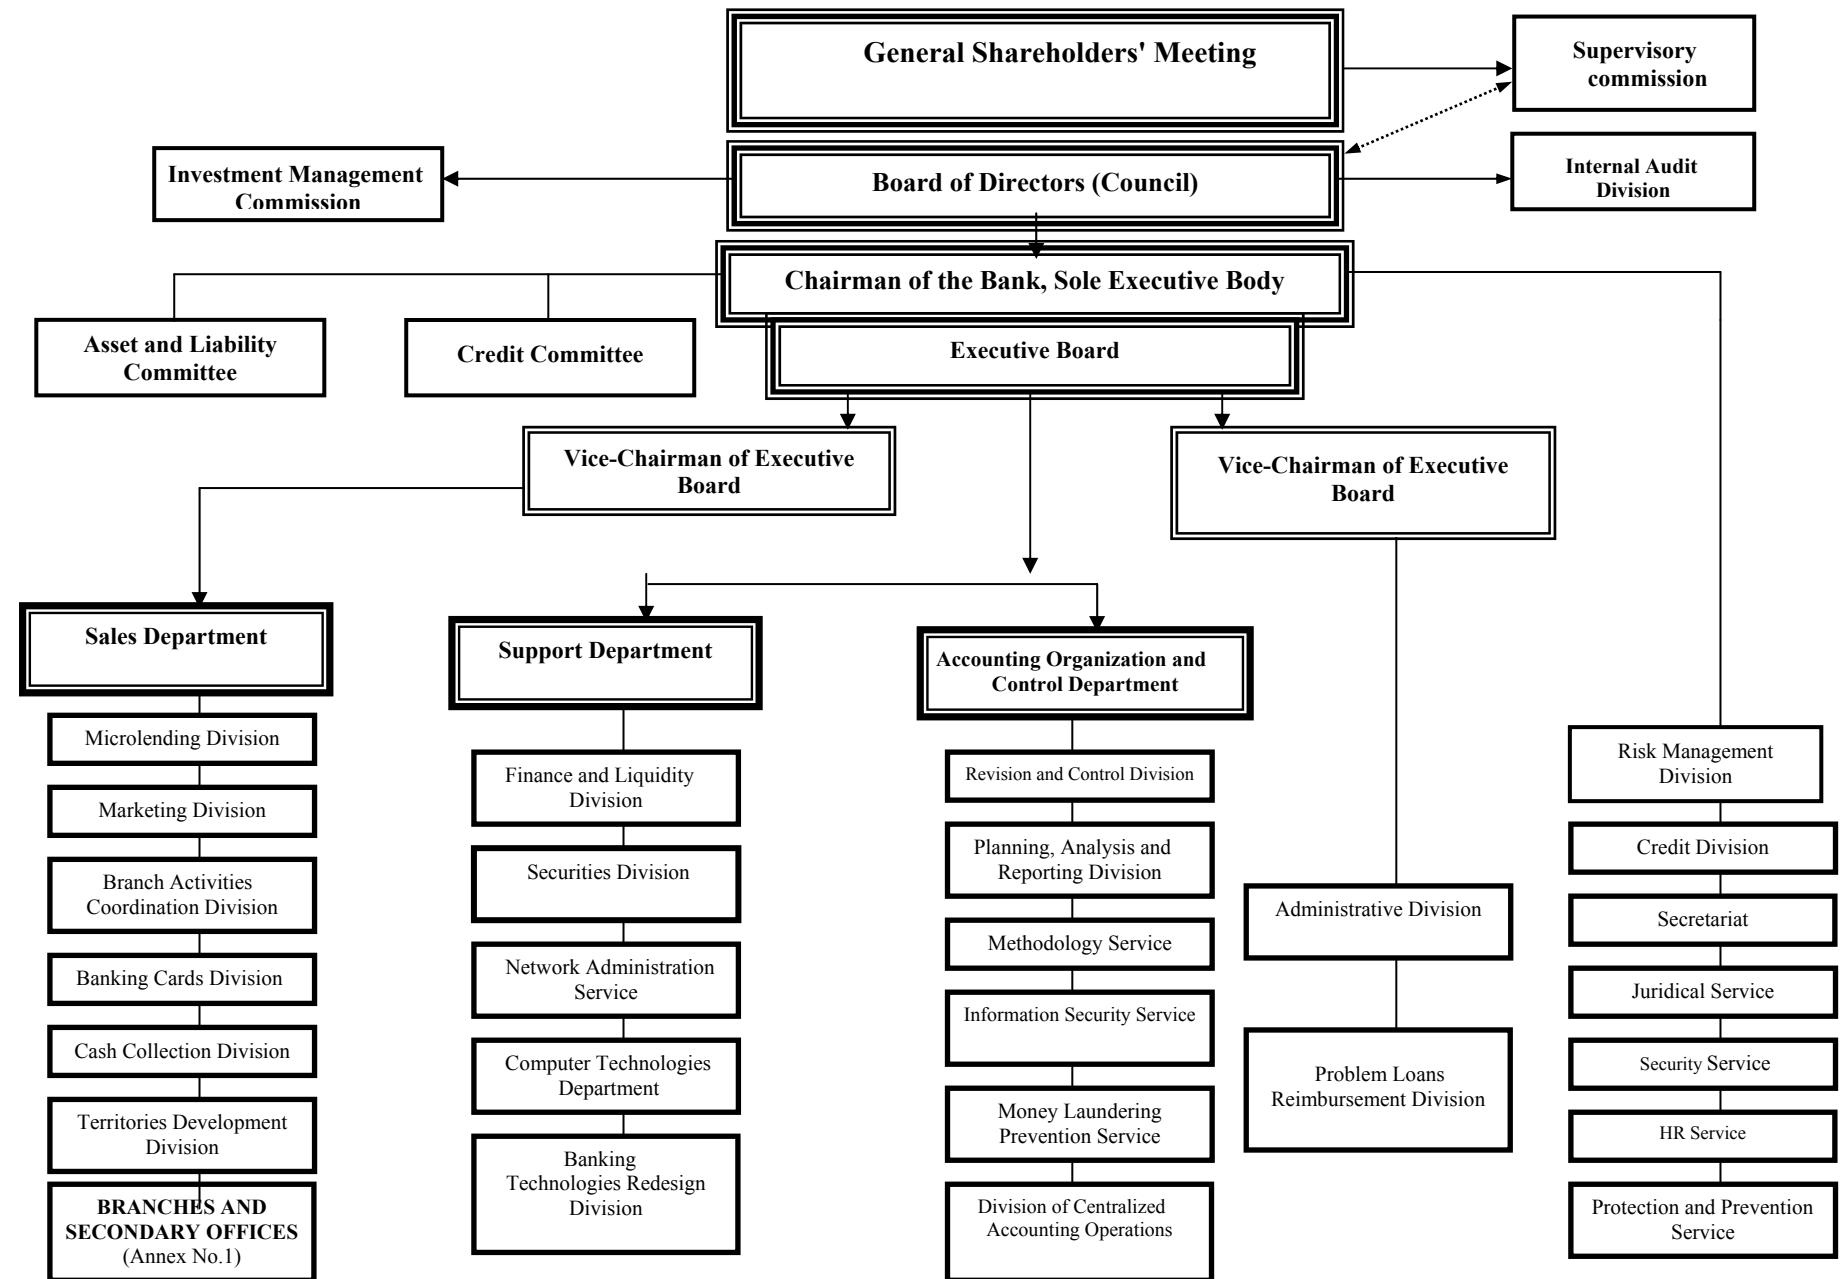 General Shareholders' Meeting
Supervisory
commission
Investment Management
Commission
Board of Directors (Council)
Internal Audit
Division
Chairman of the Bank, Sole Executive Body
Asset and Liability
Committee
Credit Committee
Executive Board
Vice-Chairman of Executive
Board
Vice-Chairman of Executive
Board
Sales Department
Microlending Division
Marketing Division
Branch Activities
Coordination Division
Banking Cards Division
Cash Collection Division
Territories Development
Division
BRANCHES AND
SECONDARY OFFICES
(Annex No.1)
Support Department
Finance and Liquidity
Division
Securities Division
Network Administration
Service
Computer Technologies
Department
Banking
Technologies Redesign
Division
Accounting Organization and
Control Department
Revision and Control Division
Planning, Analysis and
Reporting Division
Methodology Service
Information Security Service
Money Laundering
Prevention Service
Division of Centralized
Accounting Operations
Administrative Division
Problem Loans
Reimbursement Division
Risk Management
Division
Credit Division
Secretariat
Juridical Service
Security Service
HR Service
Protection and Prevention
Service